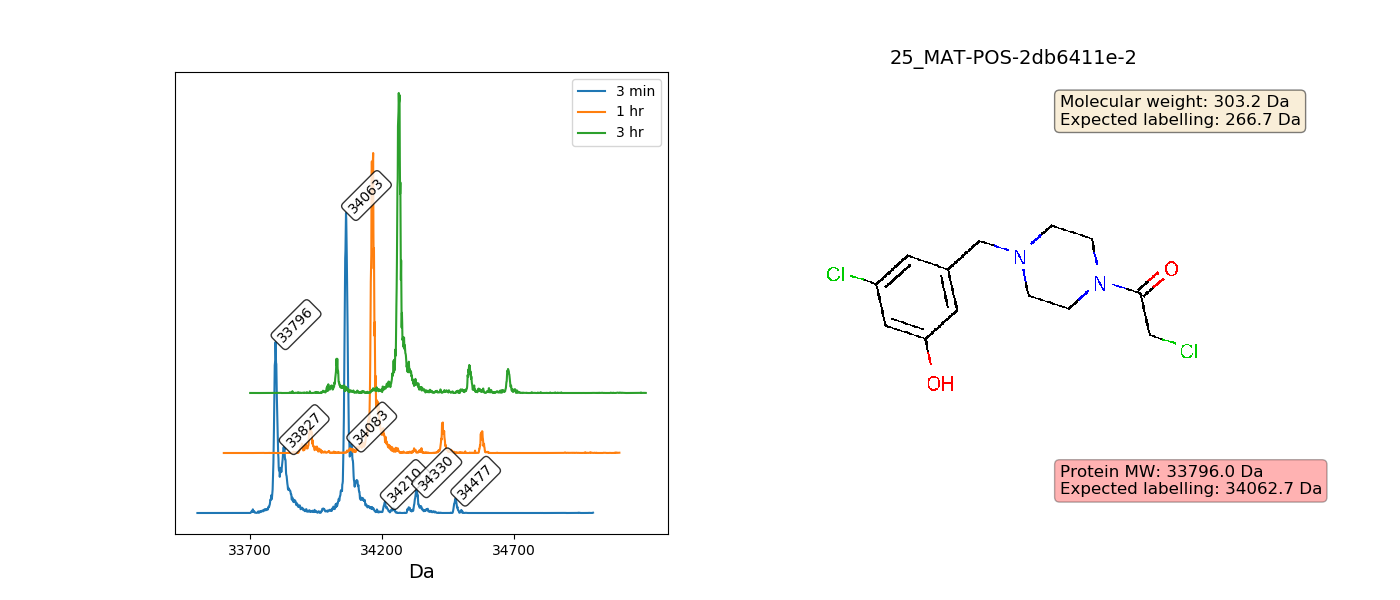 25_MAT-POS-2db6411e-2
3 min
1 hr
3 hr
Molecular weight: 303.2 Da
Expected labelling: 266.7 Da
34063
33796
33827
34083
34210
34330
34477
Cl
N
N
O
Cl
OH
Protein MW: 33796.0 Da
Expected labelling: 34062.7 Da
33700
34200
34700
Da